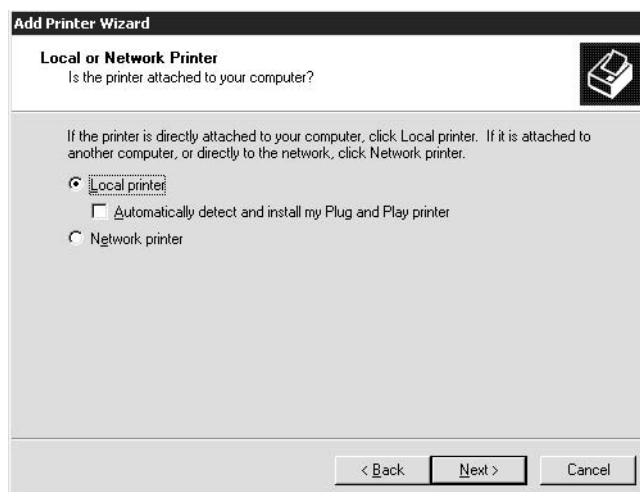 Add Printer Wizard
Local or Network Printer
Is the printer attached to your computer?
If the printer is directly attached to your computer, click Local printer. If it is attached to
another computer, or directly to the network, click Network printer.
Local printer
Automatically detect and install my Plug and Play printer
Network printer
< Back
Next >
Cancel